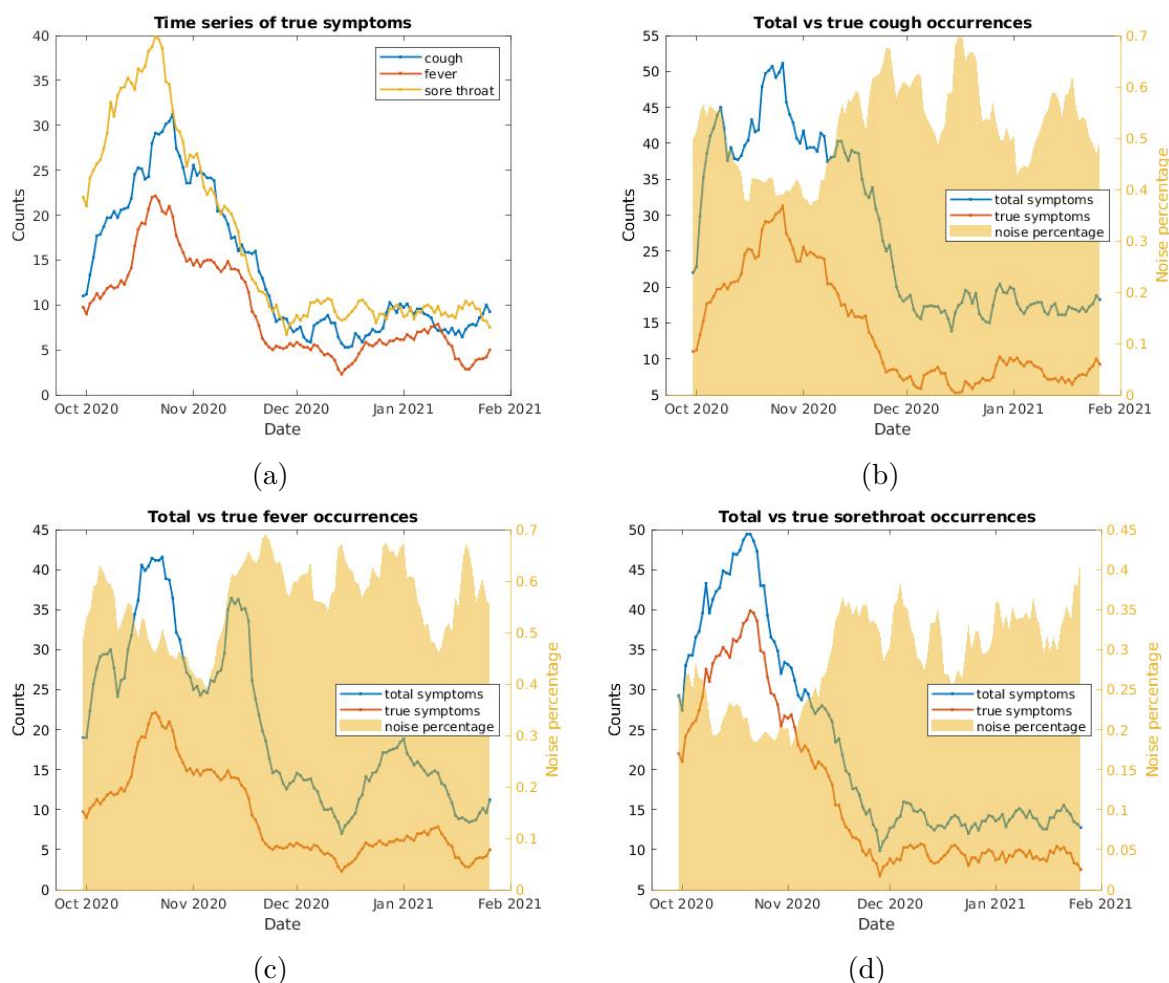 Time series of true symptoms
40
35
30
25
20
15
10
5
0
Counts
cough
fever
sore throat
Oct 2020 Nov 2020 Dec 2020 Jan 2021 Feb 2021
Date
(a)
Total vs true cough occurrences
55
50
45
40
35
30
25
20
15
10
5
Counts
0.7
0.6
0.5
0.4
0.3
0.2
0.1
0
Noise percentage
total symptoms
true symptoms
noise percentage
Oct 2020 Nov 2020 Dec 2020 Jan 2021 Feb 2021
Date
(b)
Total vs true fever occurrences
45
40
35
30
25
20
15
10
5
0
Counts
0.7
0.6
0.5
0.4
0.3
0.2
0.1
0
Noise percentage
total symptoms
true symptoms
noise percentage
Oct 2020 Nov 2020 Dec 2020 Jan 2021 Feb 2021
Date
(c)
Total vs true sorethroat occurrences
50
45
40
35
30
25
20
15
10
5
Counts
0.45
0.4
0.35
0.3
0.25
0.2
0.15
0.1
0.05
0
Noise percentage
total symptoms
true symptoms
noise percentage
Oct 2020 Nov 2020 Dec 2020 Jan 2021 Feb 2021
Date
(d)